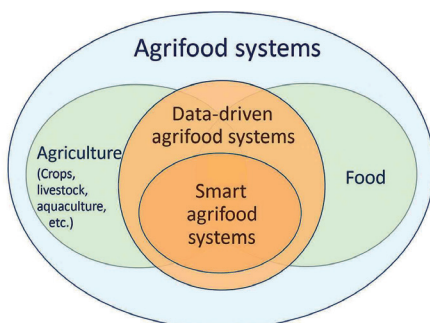 Agrifood systems
Data-driven
agrifood systems
Agriculture
(Crops,
livestock,
aquaculture,
etc.)
Smart
agrifood
systems
Food